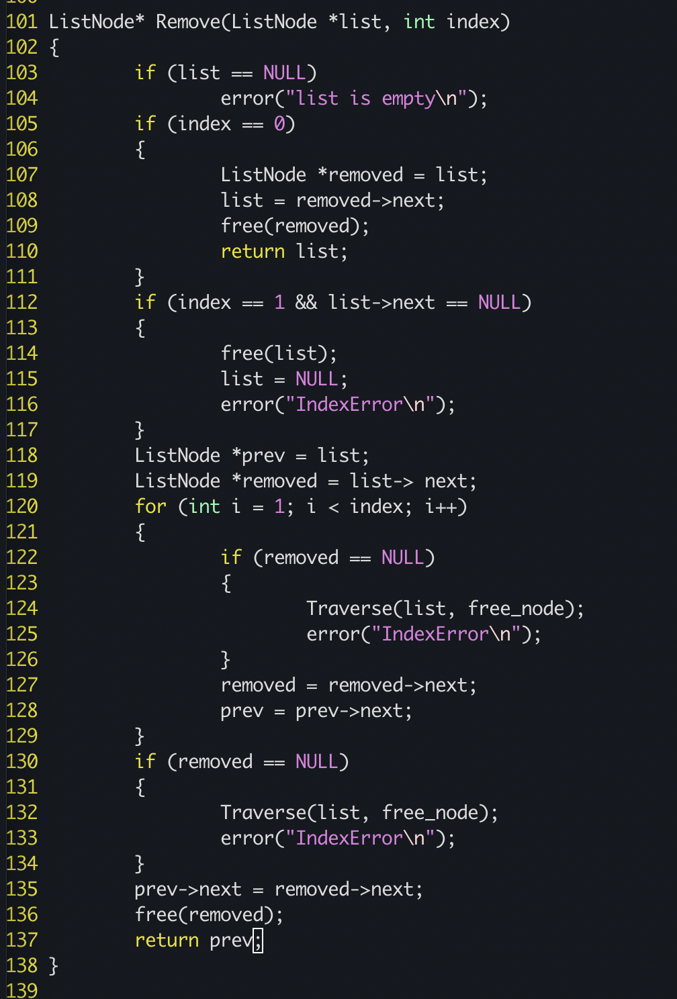 101 ListNode* Remove(ListNode *list, int index)
102 {
103         if (list == NULL)
104                 error("list is empty\n");
105         if (index == 0)
106         {
107                 ListNode *removed = list;
108                 list = removed->next;
109                 free(removed);
110                 return list;
111         }
112         if (index == 1 && list->next == NULL)
113         {
114                 free(list);
115                 list = NULL;
116                 error("IndexError\n");
117         }
118         ListNode *prev = list;
119         ListNode *removed = list-> next;
120         for (int i = 1; i < index; i++)
121         {
122                 if (removed == NULL)
123                 {
124                         Traverse(list, free_node);
125                         error("IndexError\n");
126                 }
127                 removed = removed->next;
128                 prev = prev->next;
129         }
130         if (removed == NULL)
131         {
132                 Traverse(list, free_node);
133                 error("IndexError\n");
134         }
135         prev->next = removed->next;
136         free(removed);
137         return prev;
138 }
139